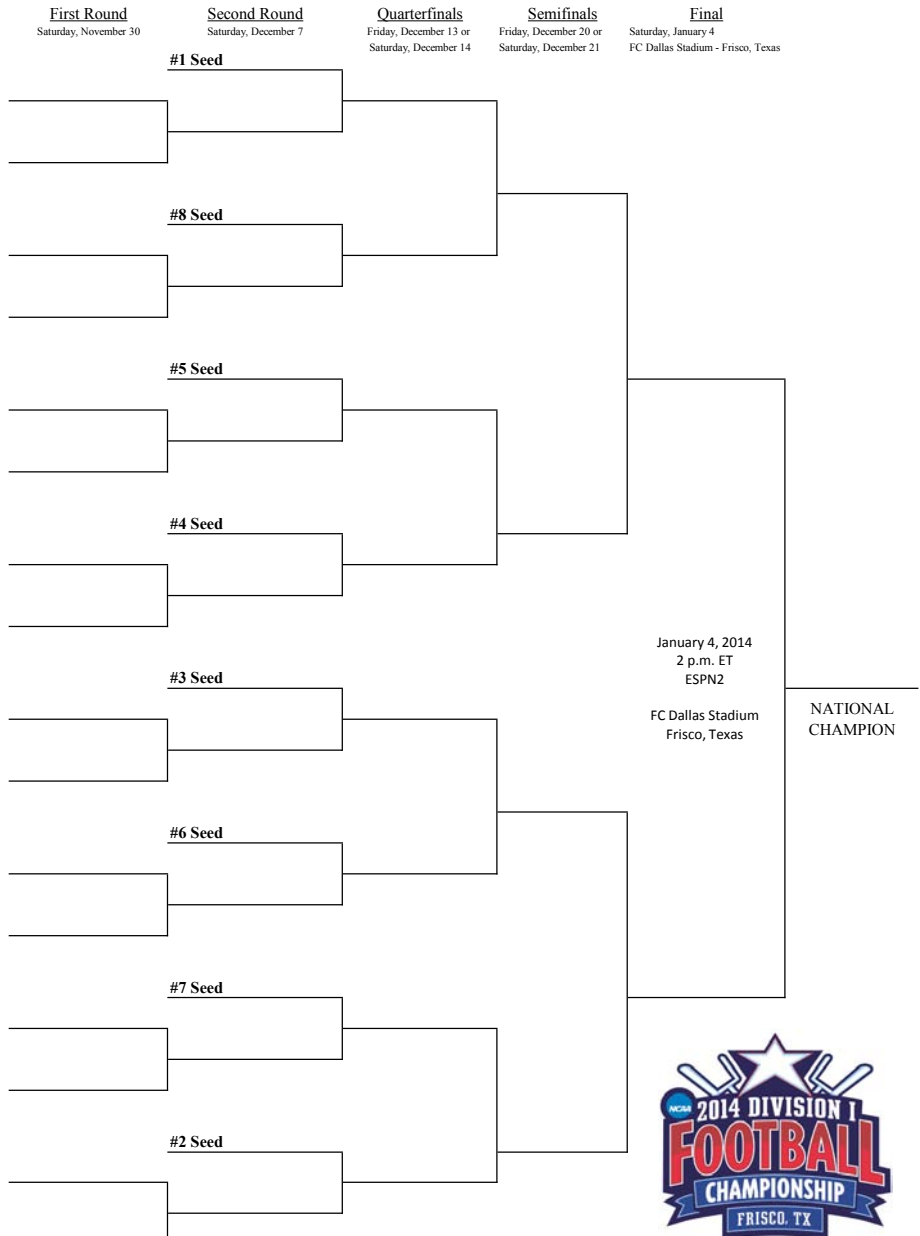 First Round
Saturday, November 30
Second Round
Saturday, December 7
Quarterfinals
Friday, December 13 or
Saturday, December 14
Semifinals
Friday, December 20 or
Saturday, December 21
Final
Saturday, January 4
FC Dallas Stadium - Frisco, Texas
#1 Seed
#8 Seed
#5 Seed
#4 Seed
#3 Seed
#6 Seed
#7 Seed
#2 Seed
January 4, 2014
2 p.m. ET
ESPN2
FC Dallas Stadium
Frisco, Texas
NATIONAL
CHAMPION
NCAA
2014 DIVISION I
FOOTBALL
CHAMPIONSHIP
FRISCO, TX